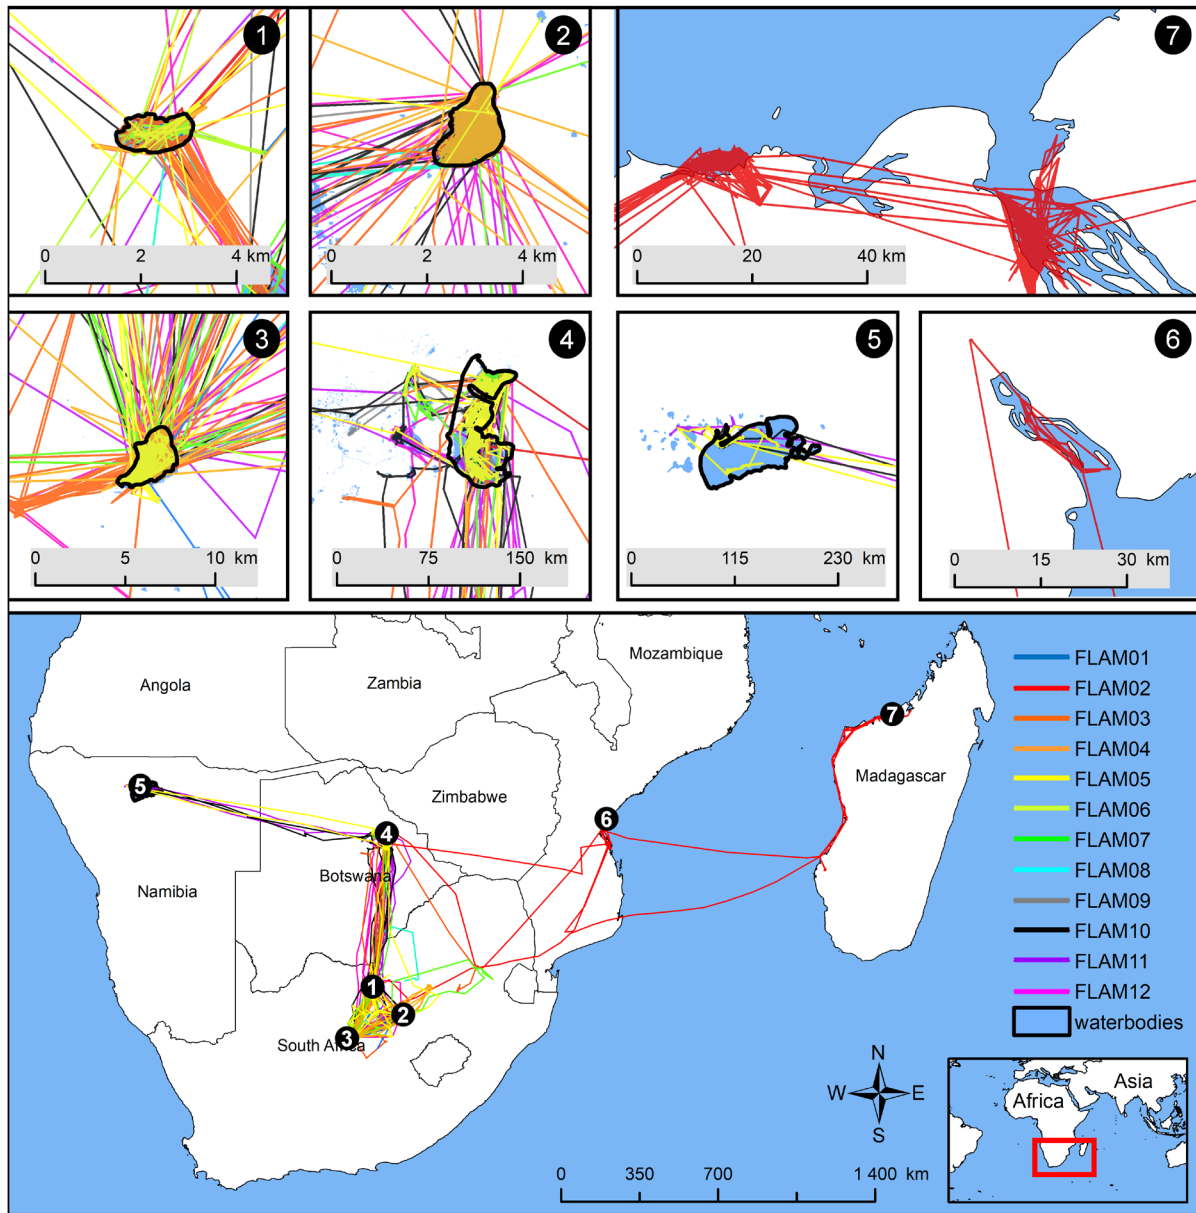 1
2
7
0 2 4 km
0 2 4 km
0 20 40 km
3
4
5
6
0 5 10 km
0 75 150 km
0 115 230 km
0 15 30 km
Angola
Zambia
Mozambique
Zimbabwe
Madagascar
Namibia
Botswana
South Africa
5
4
6
7
1
2
3
FLAM01
FLAM02
FLAM03
FLAM04
FLAM05
FLAM06
FLAM07
FLAM08
FLAM09
FLAM10
FLAM11
FLAM12
waterbodies
N
W E
S
0 350 700 1 400 km
Africa
Asia